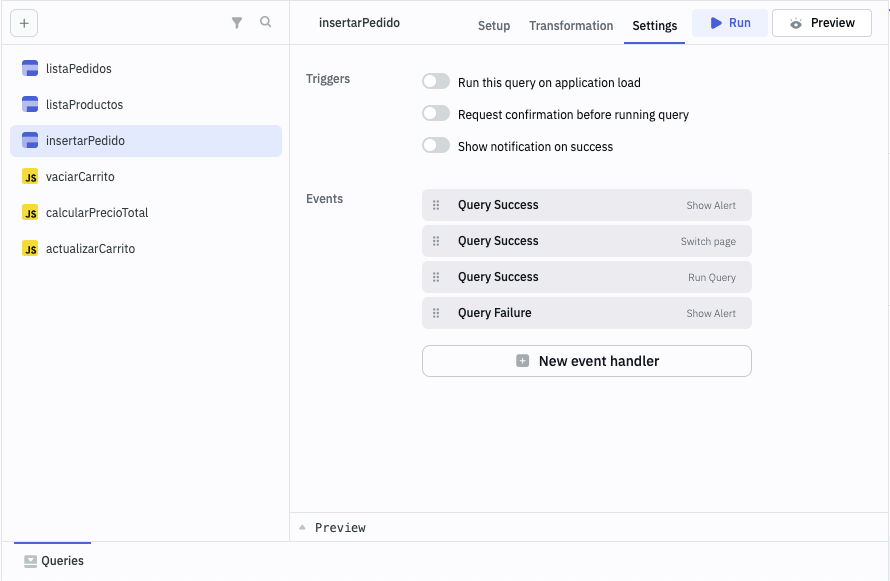 insertarPedido
Setup
Transformation
Settings
Run
Preview
listaPedidos
listaProductos
insertarPedido
JS vaciarCarrito
JS calcularPrecioTotal
JS actualizarCarrito
Triggers
Run this query on application load
Request confirmation before running query
Show notification on success
Events
Query Success Show Alert
Query Success Switch page
Query Success Run Query
Query Failure Show Alert
New event handler
Preview
Queries